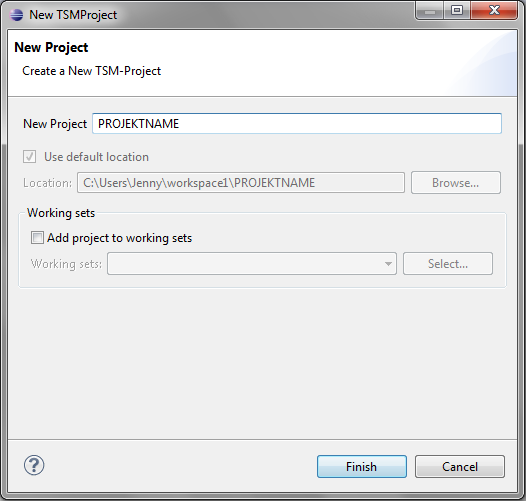 New TSMProject
New Project
Create a New TSM-Project
New Project PROJEKTNAME
Use default location
Location: C:\Users\Jenny\workspace1\PROJEKTNAME Browse...
Working sets
Add project to working sets
Working sets: Select...
? Finish Cancel